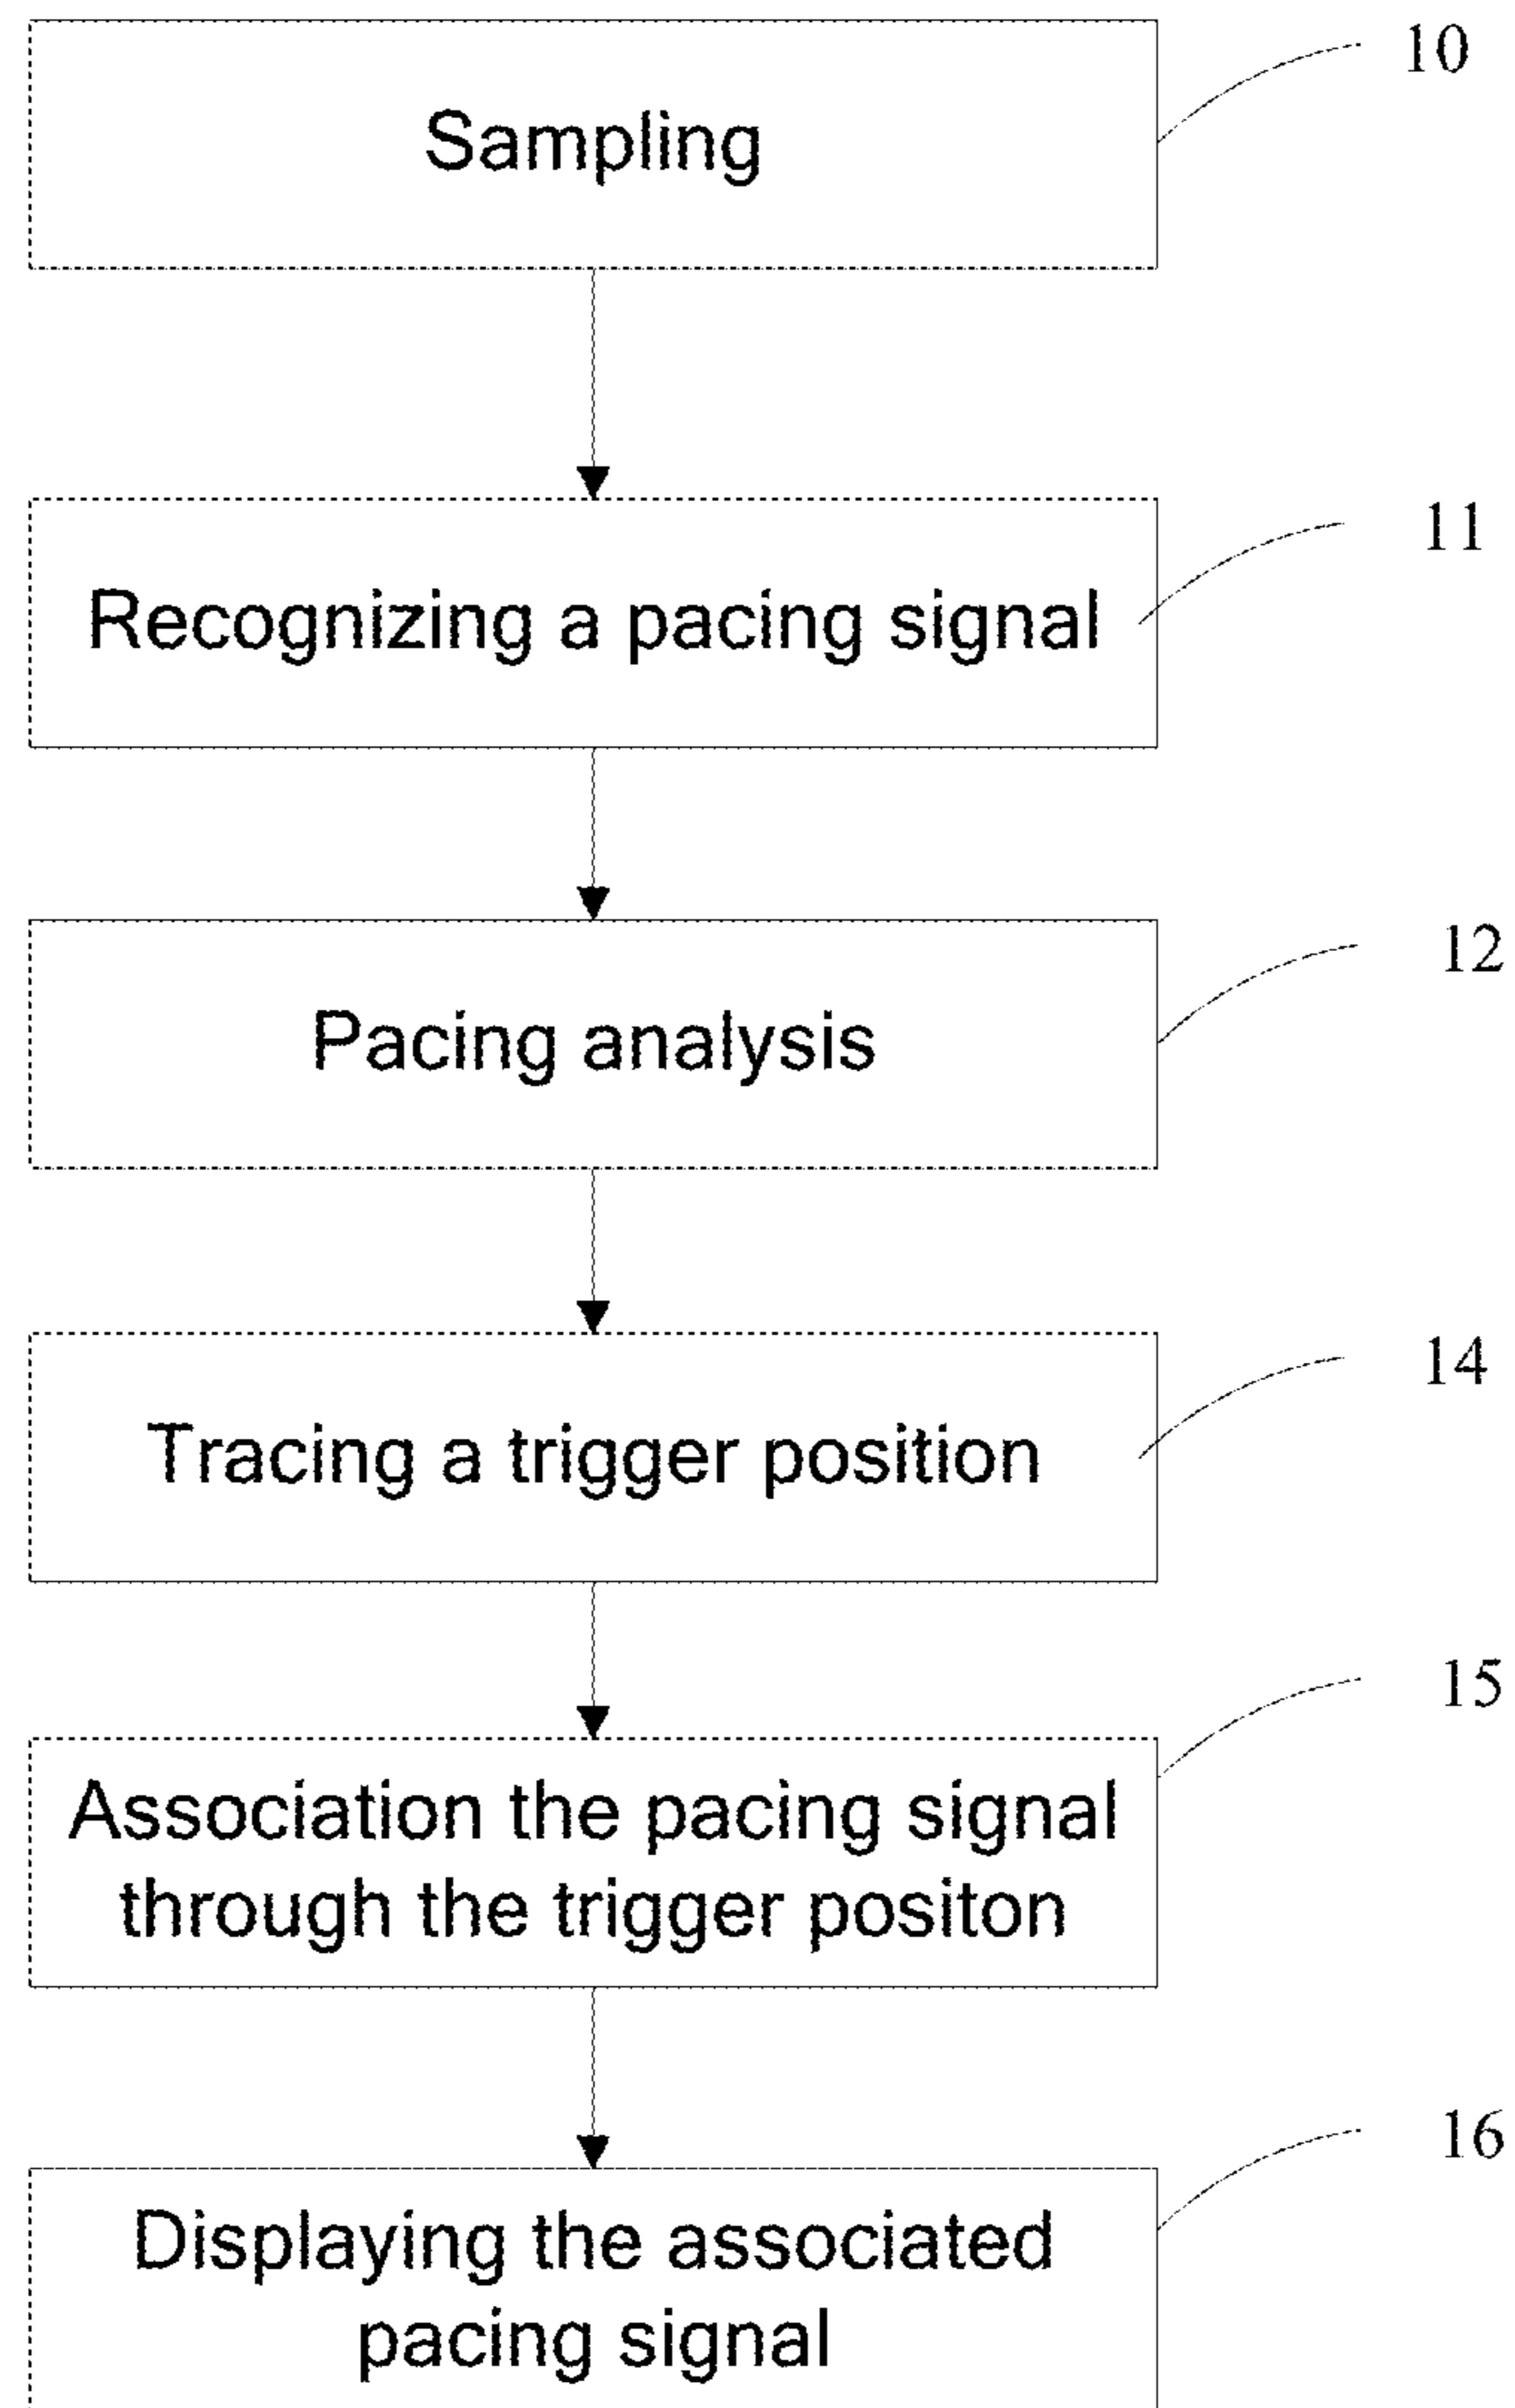 10
Sampling
11
Recognizing a pacing signal
12
Pacing analysis
14
Tracing a trigger position
15
Association the pacing signal
through the trigger positon
16
Displaying the associated
pacing signal